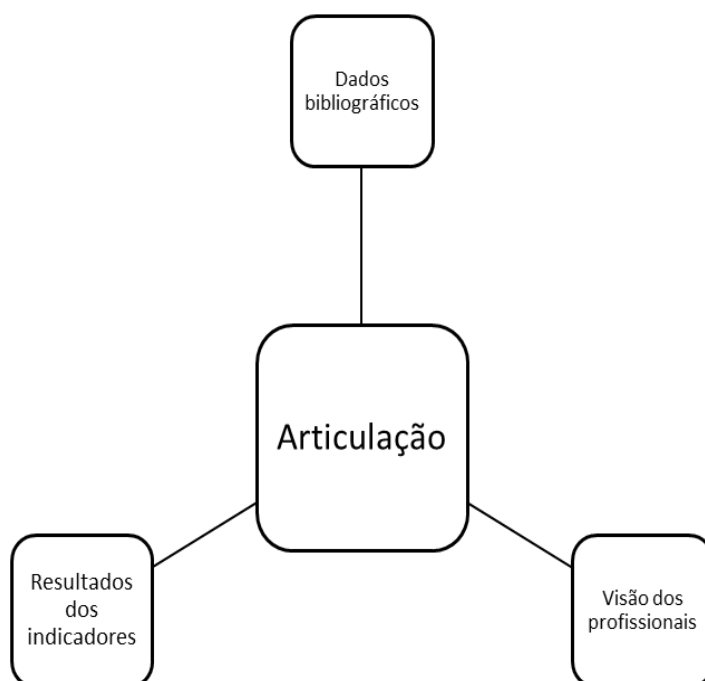 Dados
bibliográficos
Articulação
Resultados
dos
indicadores
Visão dos
profissionais